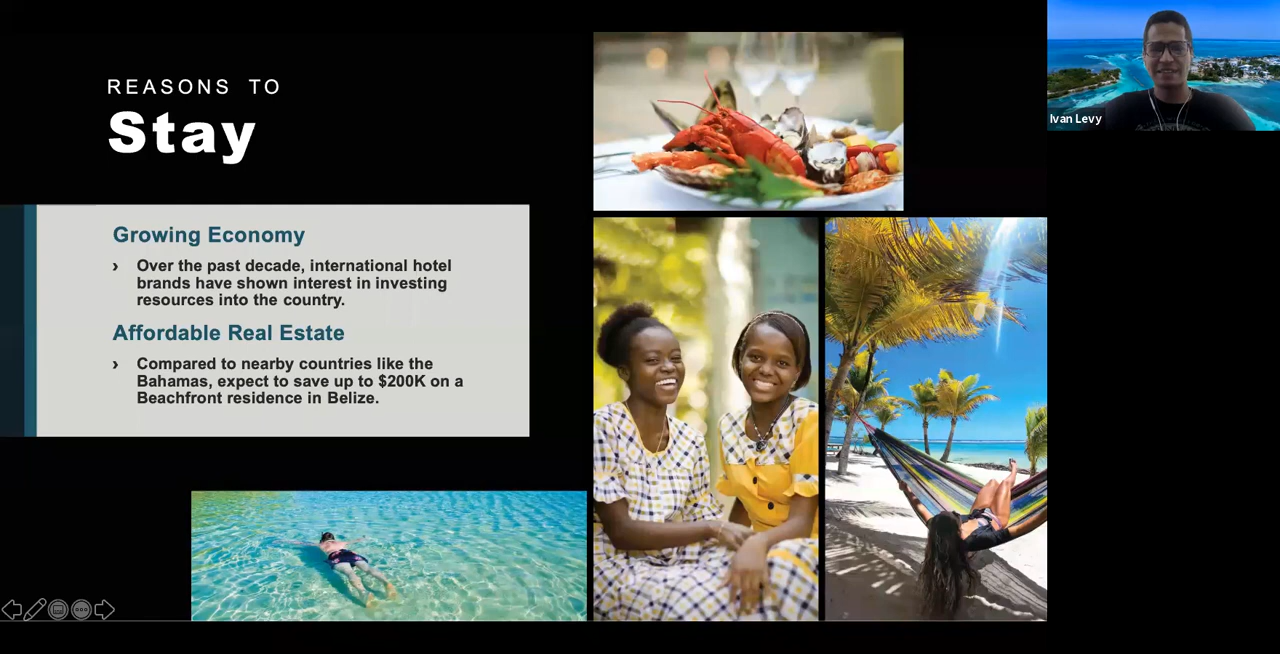 REASONS TO
Stay
Growing Economy
› Over the past decade, international hotel
brands have shown interest in investing
resources into the country.
Affordable Real Estate
› Compared to nearby countries like the
Bahamas, expect to save up to $200K on a
Beachfront residence in Belize.
Ivan Levy